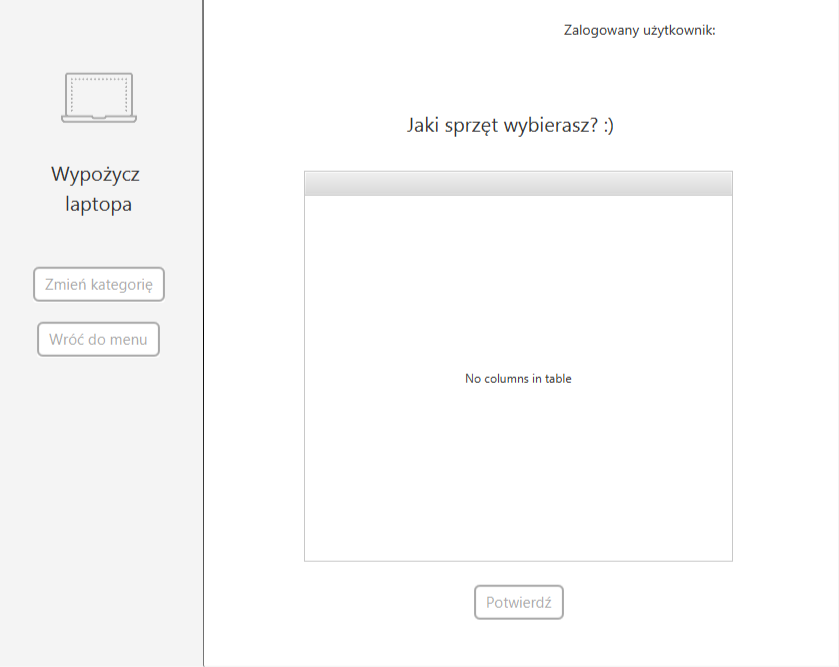 Zalogowany użytkownik:
Wypożycz
laptopa
Zmień kategorię
Wróć do menu
Jaki sprzęt wybierasz? :)
No columns in table
Potwierdź